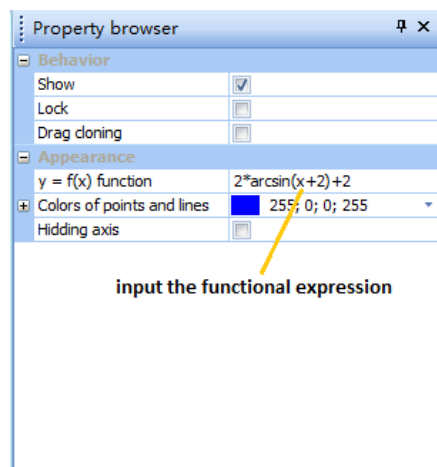 Property browser
Behavior
Show
Lock
Drag cloning
Appearance
y = f(x) function 2*arcsin(x+2)+2
Colors of points and lines 255; 0; 0; 255
Hidding axis
input the functional expression